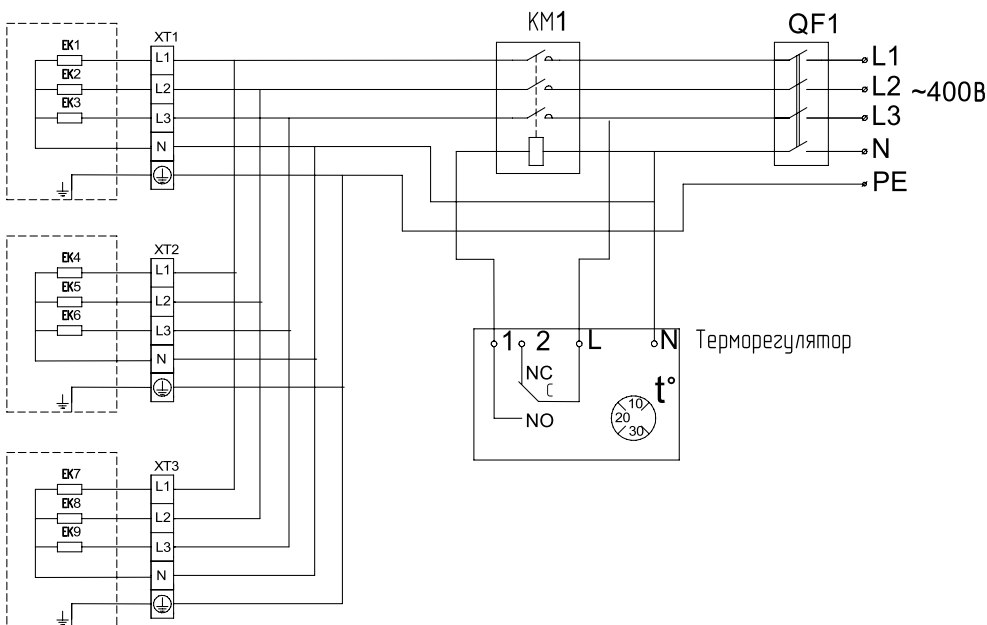 KM1
QF1
XT1
EK1
L1
L1
EK2
L2
L2 ~400В
EK3
L3
L3
N
N
PE
XT2
EK4
L1
EK5
L2
EK6
L3
N
1 2 L N Терморегулятор
NC
C
t°
NO
10
20
30
XT3
EK7
L1
EK8
L2
EK9
L3
N